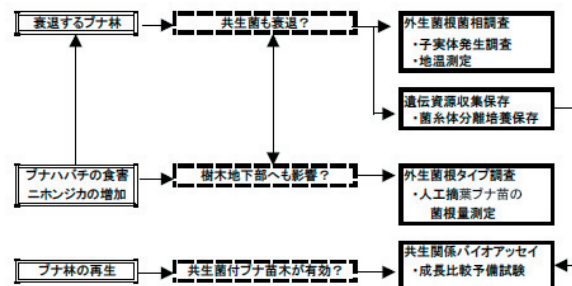 衰退するブナ林
共生菌も衰退？
外生菌根菌相調査
・子実体発生調査
・地温測定
遺伝資源収集保存
・菌糸体分離培養保存
ブナハバチの食害
ニホンジカの増加
樹木地下部へも影響？
外生菌根タイプ調査
・人工摘葉ブナ苗の
菌根量測定
ブナ林の再生
共生菌付ブナ苗木が有効？
共生関係バイオアッセイ
・成長比較予備試験